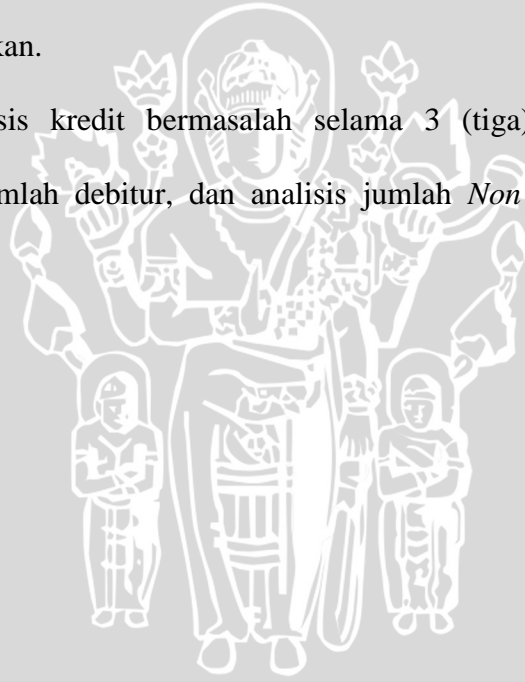 kan.
sis kredit bermasalah selama 3 (tiga)
mlah debitur, dan analisis jumlah Non